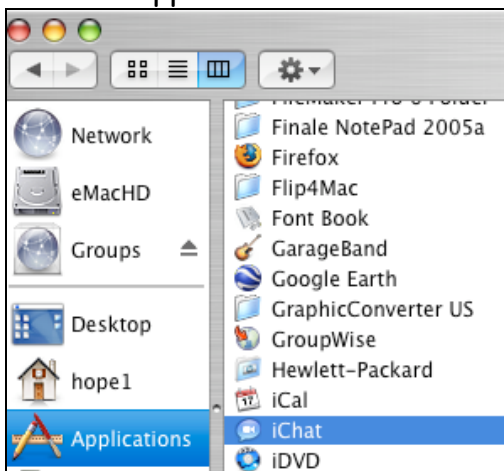 Network
eMacHD
Groups
Desktop
hope1
Applications
Finale NotePad 2005a
Firefox
Flip4Mac
Font Book
GarageBand
Google Earth
GraphicConverter US
GroupWise
Hewlett-Packard
17
iCal
iChat
iDVD